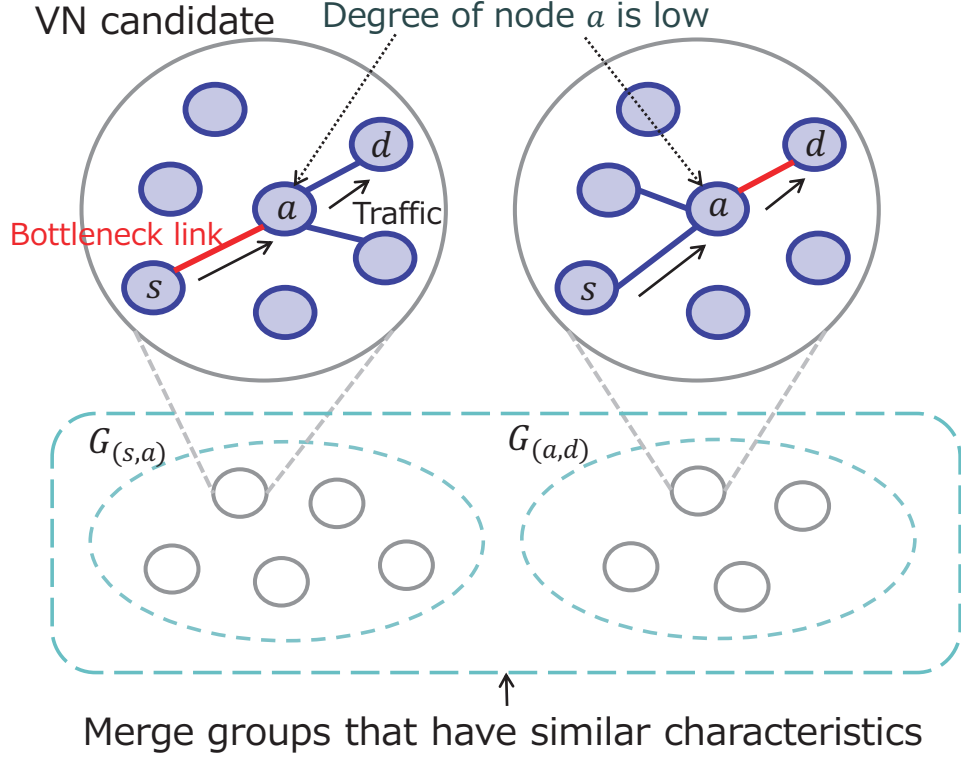 VN candidate
Degree of node a is low
d
a
Traffic
Bottleneck link
s
d
a
s
G(s,a)
G(a,d)
Merge groups that have similar characteristics